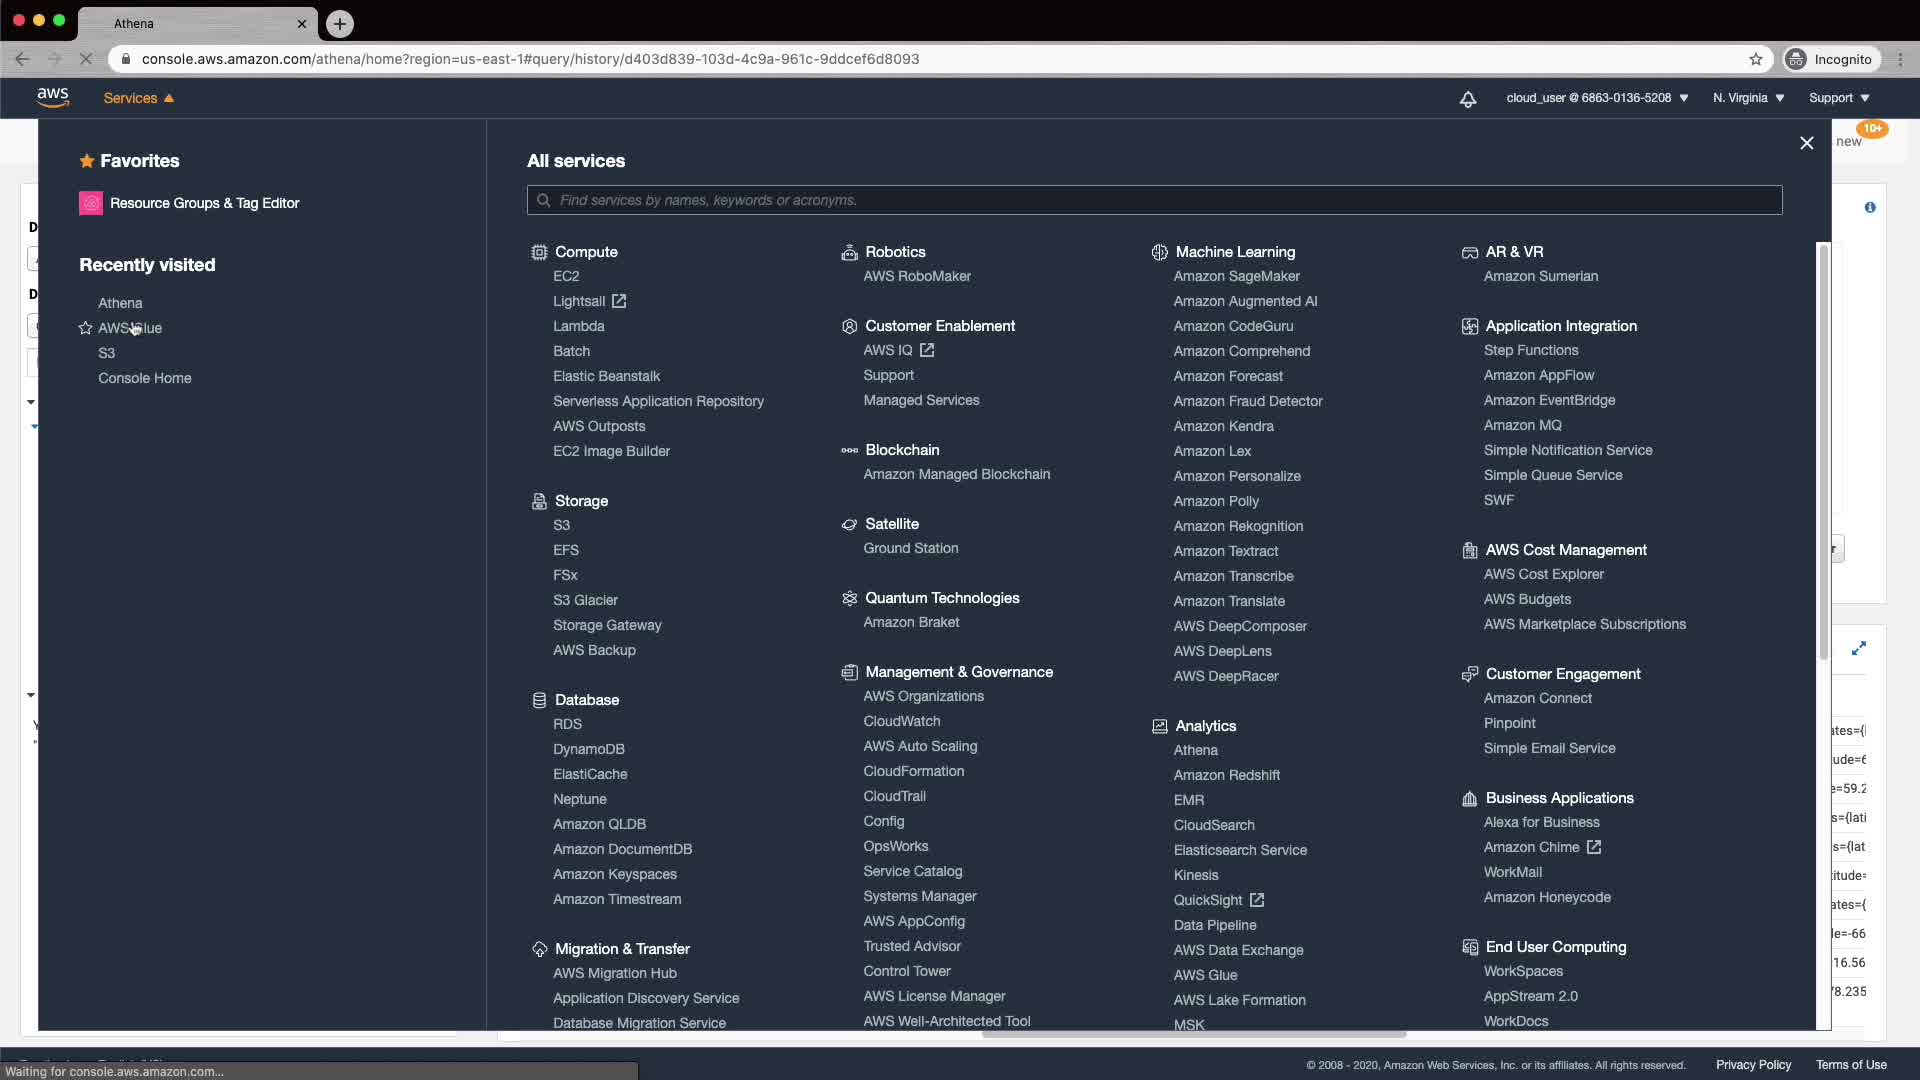 Athena
console.aws.amazon.com/athena/home?region=us-east-1#query/history/d403d839-103d-4c9a-961c-9ddcef6d8093
Incognito
aws
Services
cloud_user @ 6863-0136-5208
N. Virginia
Support
10+
new
Favorites
Resource Groups & Tag Editor
Recently visited
Athena
AWS Glue
S3
Console Home
All services
Find services by names, keywords or acronyms.
Compute
EC2
Lightsail
Lambda
Batch
Elastic Beanstalk
Serverless Application Repository
AWS Outposts
EC2 Image Builder
Storage
S3
EFS
FSx
S3 Glacier
Storage Gateway
AWS Backup
Database
RDS
DynamoDB
ElastiCache
Neptune
Amazon QLDB
Amazon DocumentDB
Amazon Keyspaces
Amazon Timestream
Migration & Transfer
AWS Migration Hub
Application Discovery Service
Database Migration Service
Robotics
AWS RoboMaker
Customer Enablement
AWS IQ
Support
Managed Services
Blockchain
Amazon Managed Blockchain
Satellite
Ground Station
Quantum Technologies
Amazon Braket
Management & Governance
AWS Organizations
CloudWatch
AWS Auto Scaling
CloudFormation
CloudTrail
Config
OpsWorks
Service Catalog
Systems Manager
AWS AppConfig
Trusted Advisor
Control Tower
AWS License Manager
AWS Well-Architected Tool
Machine Learning
Amazon SageMaker
Amazon Augmented AI
Amazon CodeGuru
Amazon Comprehend
Amazon Forecast
Amazon Fraud Detector
Amazon Kendra
Amazon Lex
Amazon Personalize
Amazon Polly
Amazon Rekognition
Amazon Textract
Amazon Transcribe
Amazon Translate
AWS DeepComposer
AWS DeepLens
AWS DeepRacer
Analytics
Athena
Amazon Redshift
EMR
CloudSearch
Elasticsearch Service
Kinesis
QuickSight
Data Pipeline
AWS Data Exchange
AWS Glue
AWS Lake Formation
MSK
AR & VR
Amazon Sumerian
Application Integration
Step Functions
Amazon AppFlow
Amazon EventBridge
Amazon MQ
Simple Notification Service
Simple Queue Service
SWF
AWS Cost Management
AWS Cost Explorer
AWS Budgets
AWS Marketplace Subscriptions
Customer Engagement
Amazon Connect
Pinpoint
Simple Email Service
Business Applications
Alexa for Business
Amazon Chime
WorkMail
Amazon Honeycode
End User Computing
WorkSpaces
AppStream 2.0
WorkDocs
ates={l
ude=6
e=59.2
s={lati
s={lat
itude=
ates={
le=-66
16.56
78.235
Waiting for console.aws.amazon.com...
© 2008 - 2020, Amazon Web Services, Inc. or its affiliates. All rights reserved.
Privacy Policy
Terms of Use